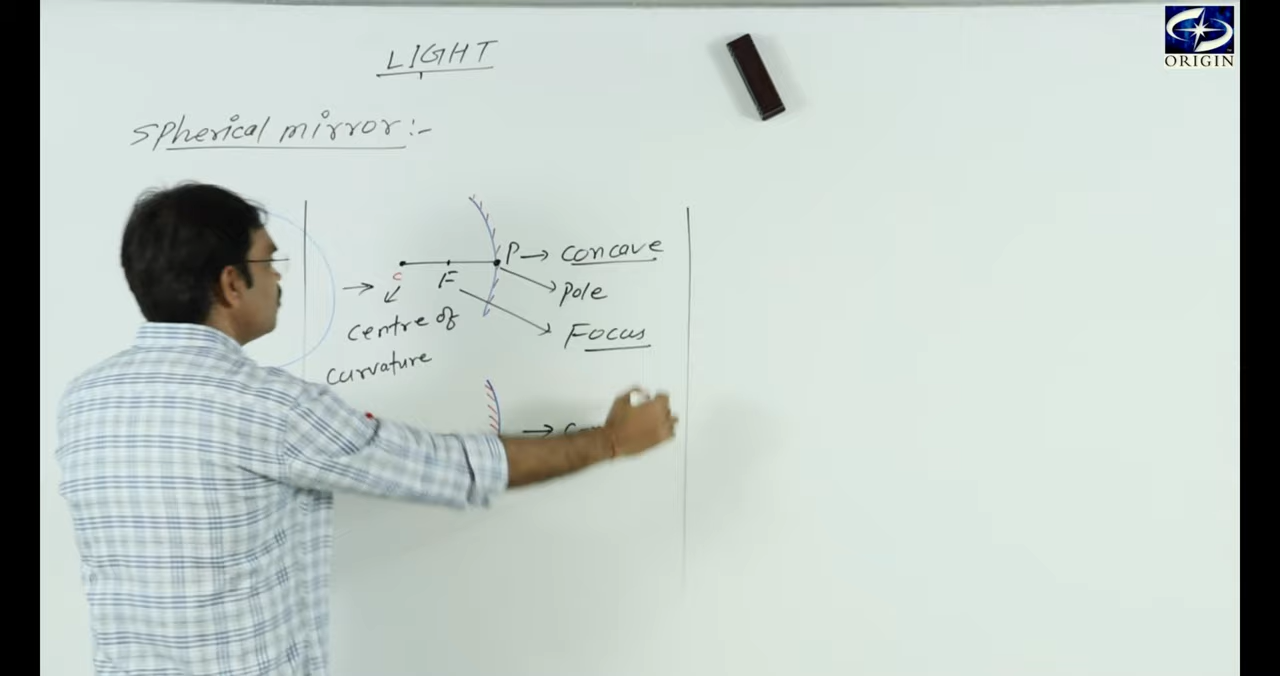 LIGHT
ORIGIN
Spherical mirror :-
P → concave
C
F
Pole
Focus
Centre of
Curvature